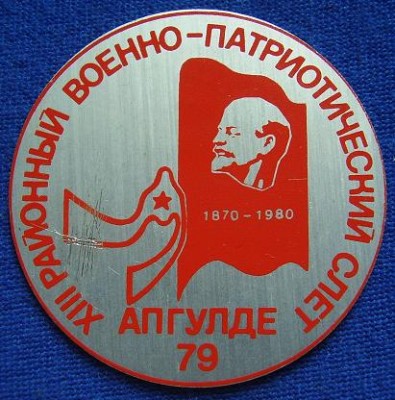 XIII РАЙОННЫЙ ВОЕННО-ПАТРИОТИЧЕСКИЙ СЛЕТ
1870-1980
АПГУЛДЕ
79